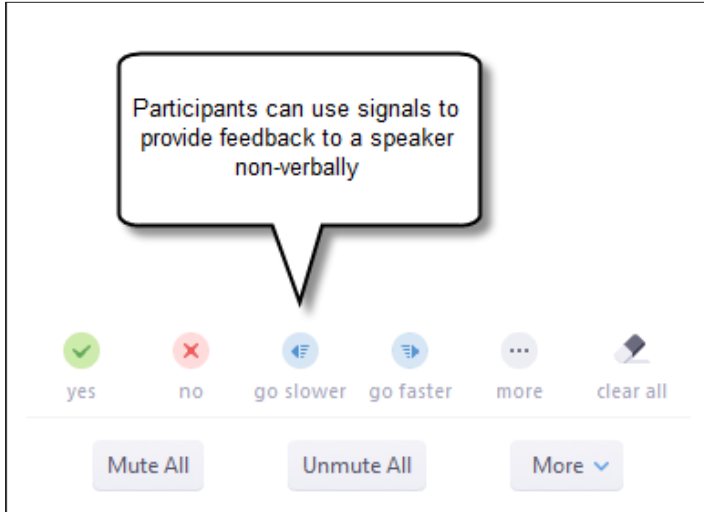 Participants can use signals to
provide feedback to a speaker
non-verbally
yes no go slower go faster more clear all
Mute All Unmute All More